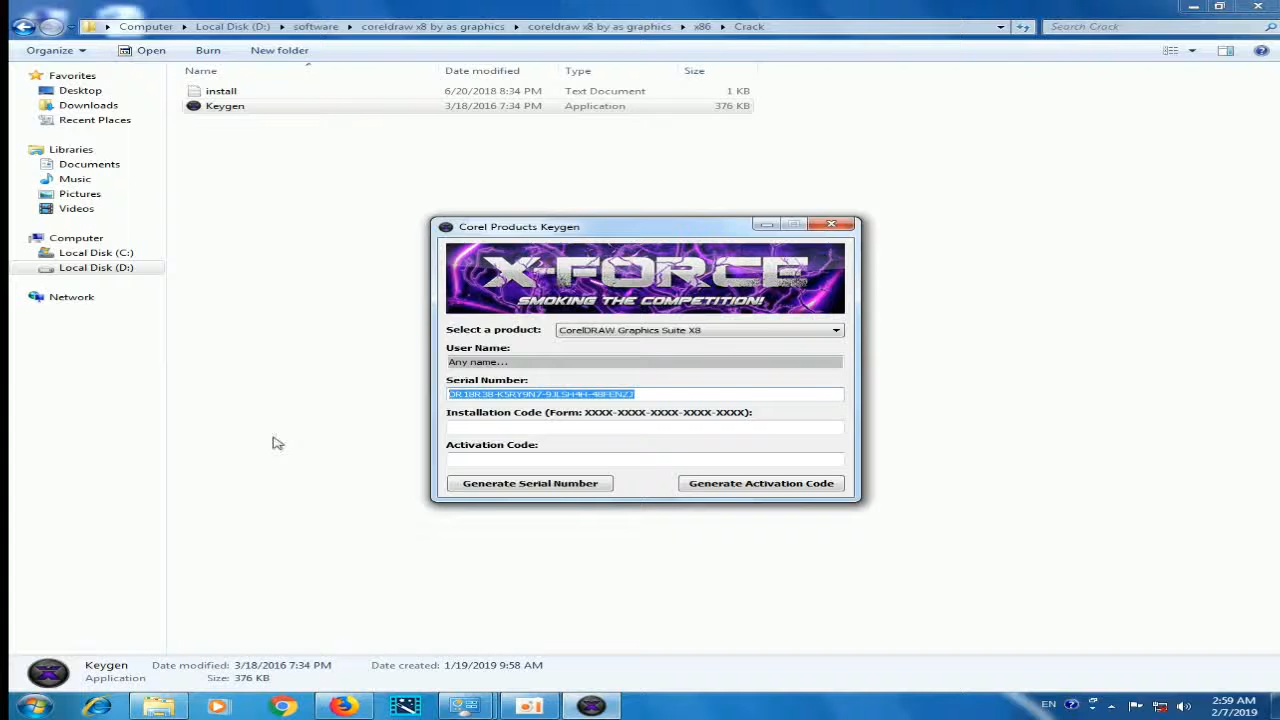 Computer Local Disk (D:) software coreldraw x8 by as graphics coreldraw x8 by as graphics x86 Crack Search Crack
Organize Open Burn New folder
Name Date modified Type Size
Favorites
Desktop
Downloads
Recent Places
Libraries
Documents
Music
Pictures
Videos
Computer
Local Disk (C:)
Local Disk (D:)
Network
install 6/20/2018 8:34 PM Text Document 1 KB
Keygen 3/18/2016 7:34 PM Application 376 KB
Corel Products Keygen
X-FORCE
SMOKING THE COMPETITION!
Select a product: CorelDRAW Graphics Suite X8
User Name:
Any name...
Serial Number:
Installation Code (Form: XXXX-XXXX-XXXX-XXXX-XXXX):
Activation Code:
Generate Serial Number Generate Activation Code
Keygen Date modified: 3/18/2016 7:34 PM Date created: 1/19/2019 9:58 AM
Application Size: 376 KB
EN 2:59 AM
2/7/2019